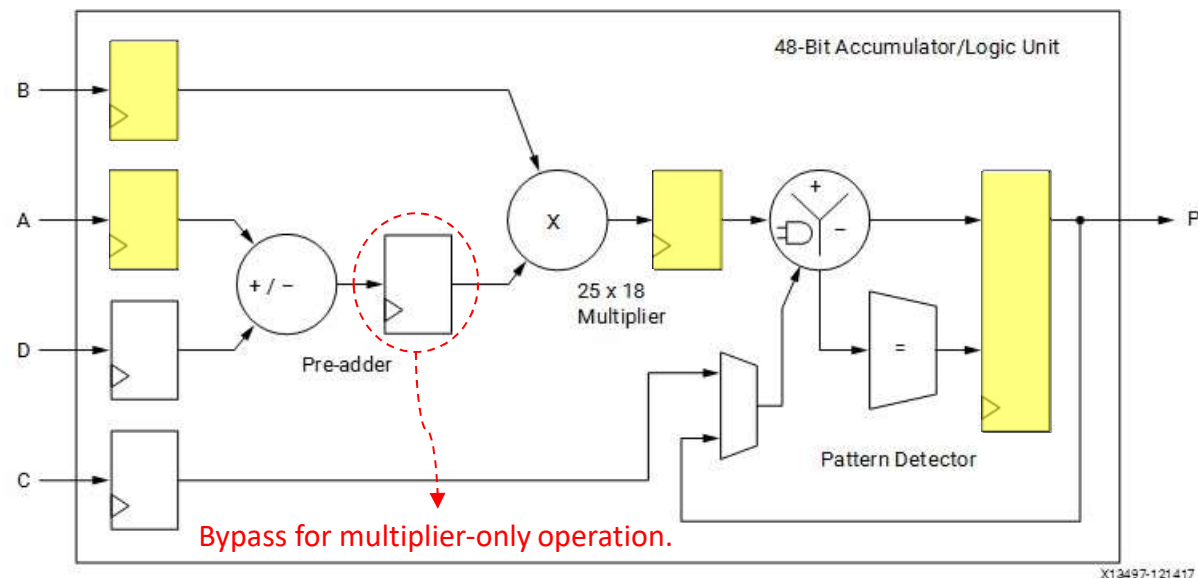 48-Bit Accumulator/Logic Unit
B
A
D
C
+ / −
Pre-adder
X
25 x 18
Multiplier
+
−
=
Pattern Detector
P
Bypass for multiplier-only operation.
X13497-121417